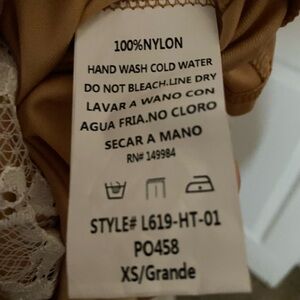 100%NYLON
HAND WASH COLD WATER
DO NOT BLEACH.LINE DRY
LAVAR A WANO CON
AGUA FRIA.NO CLORO
SECAR A MANO
RN# 149984
STYLE# L619-HT-01
PO458
XS/Grande